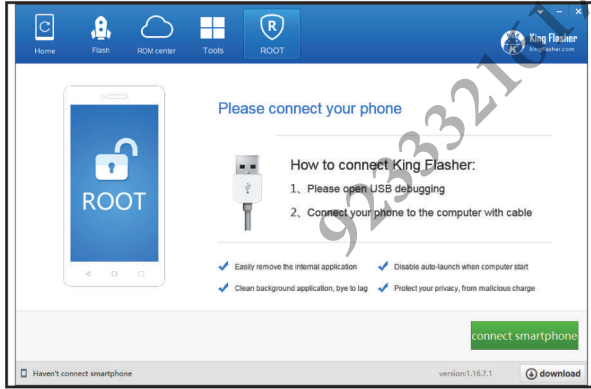 Home
Flash
ROM center
Tools
ROOT
King Flasher
kingflasher.com
ROOT
Please connect your phone
How to connect King Flasher:
1、Please open USB debugging
2、Connect your phone to the computer with cable
Easily remove the internal application
Disable auto-launch when computer start
Clean background application, bye to lag
Protect your privacy, from malicious charge
connect smartphone
Haven't connect smartphone
version:1.16.7.1
download